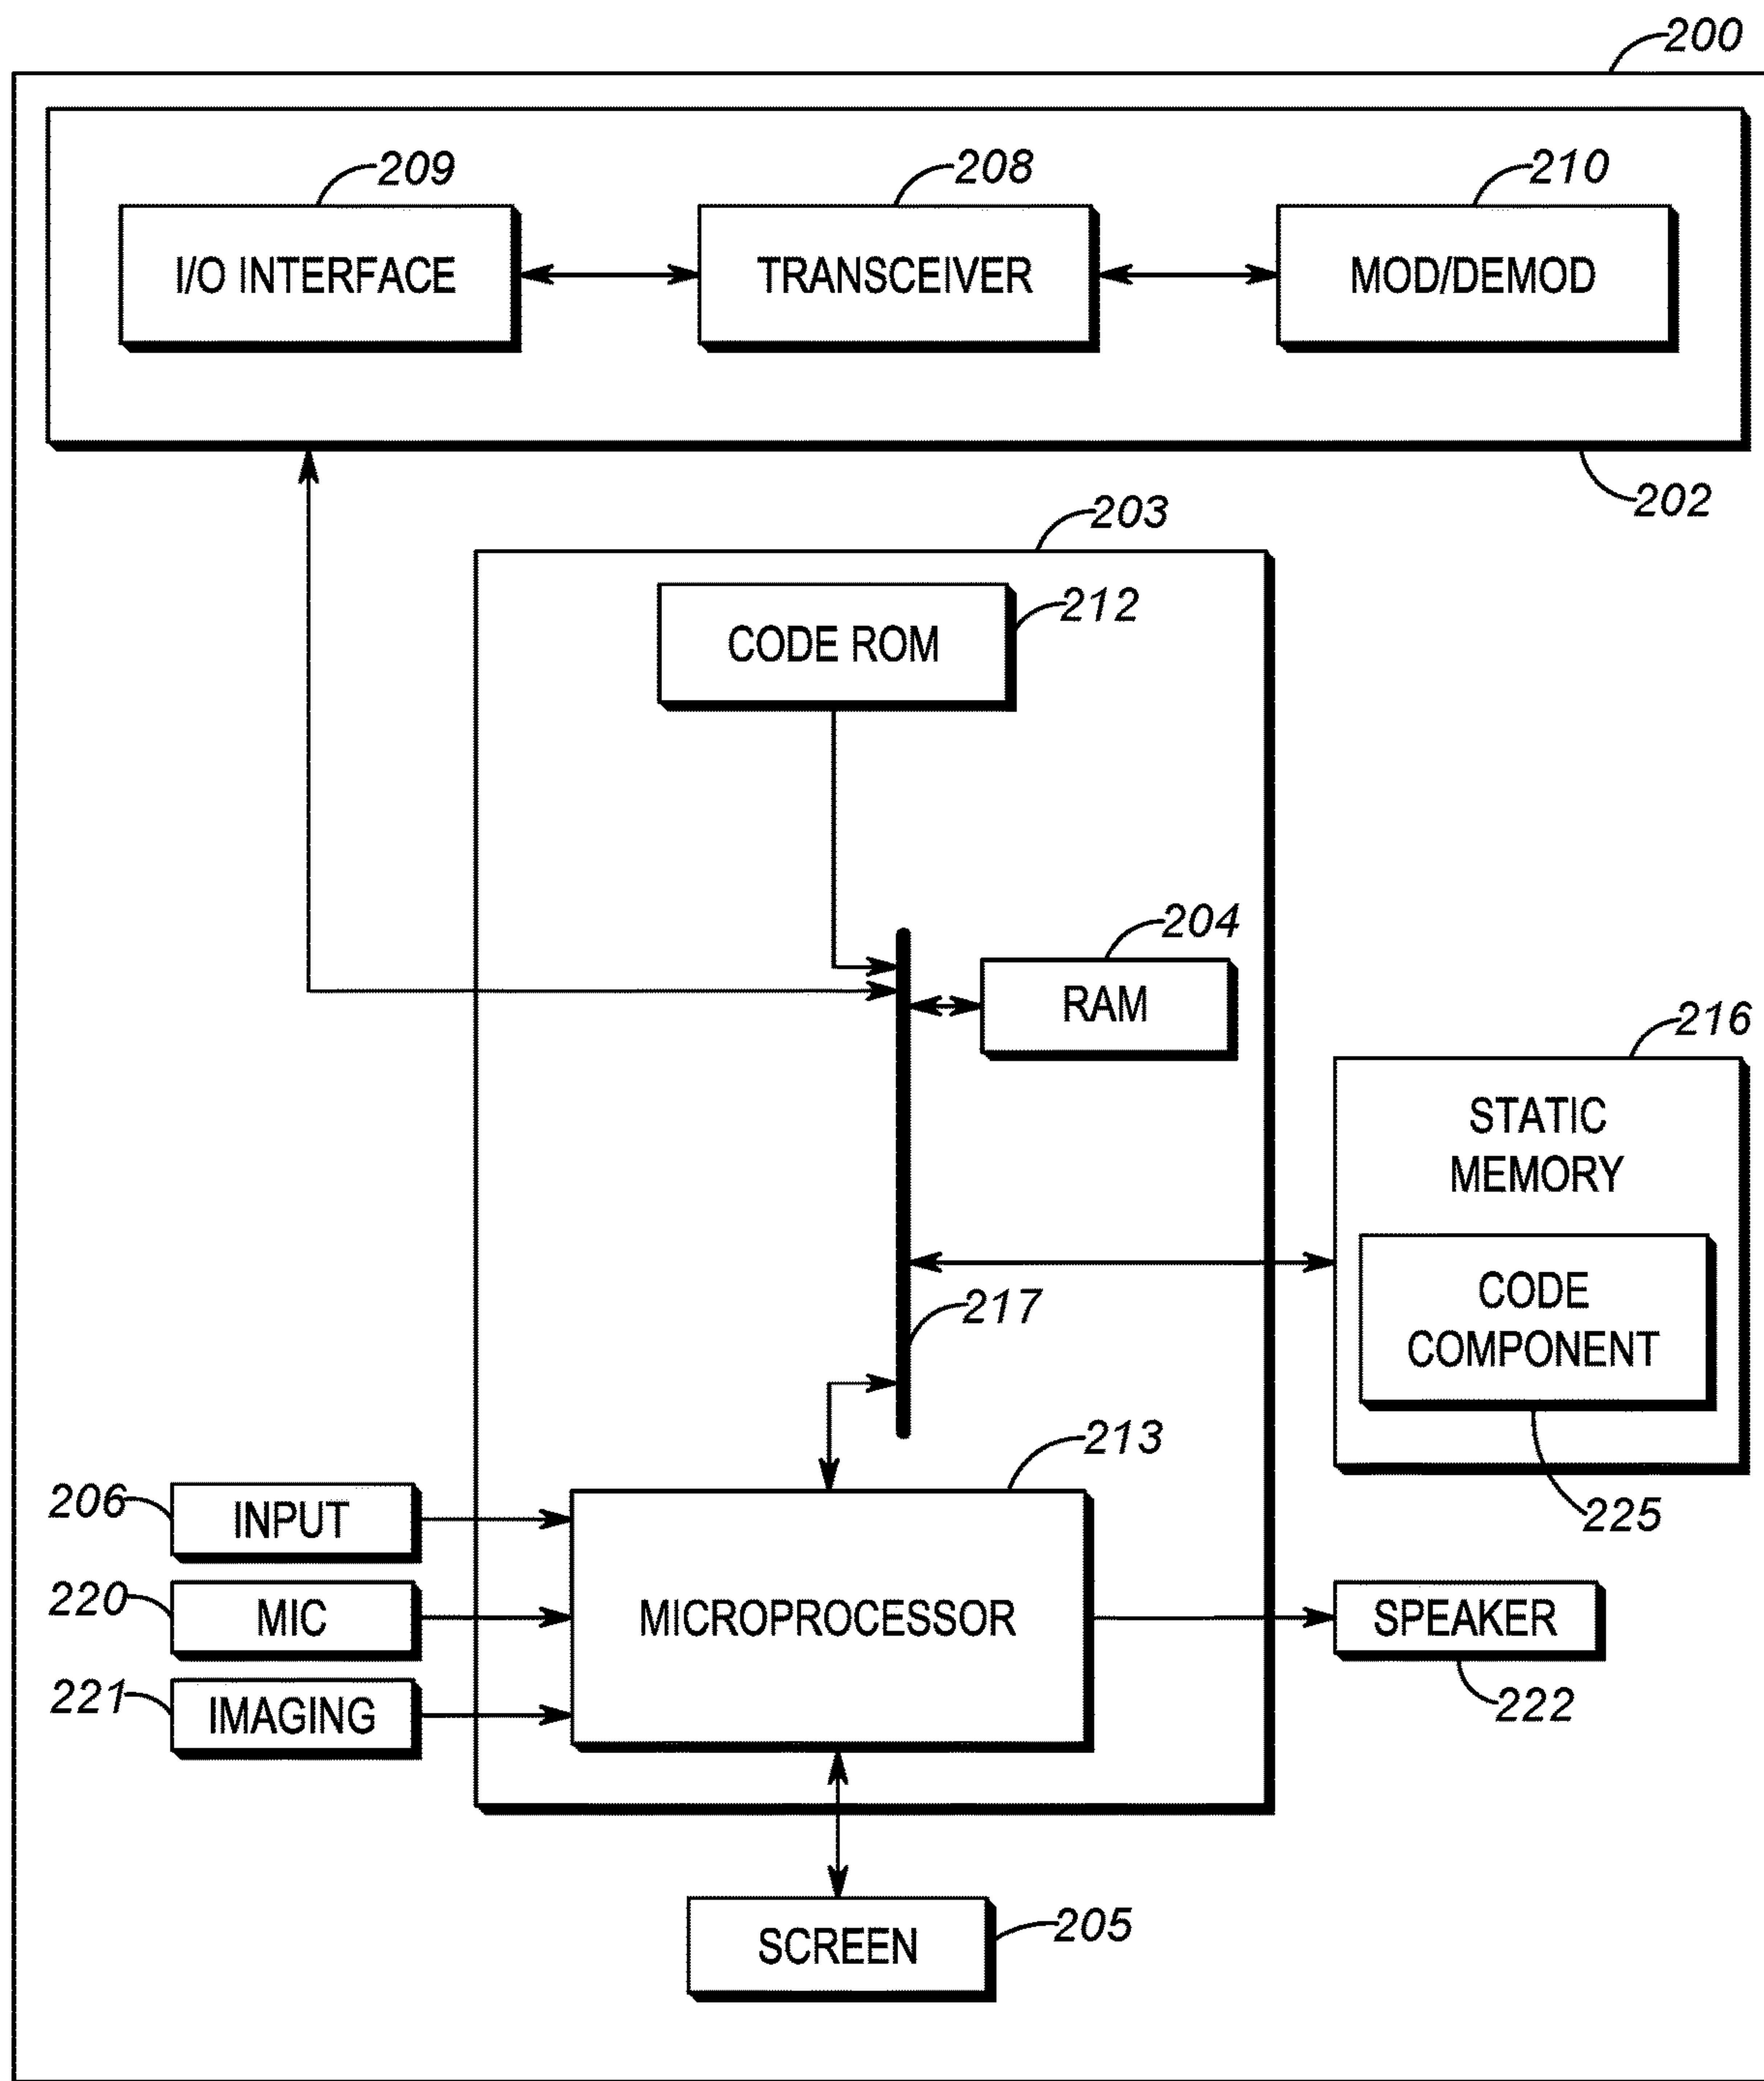 200
209
208
210
I/O INTERFACE
TRANSCEIVER
MOD/DEMOD
202
203
212
CODE ROM
204
RAM
216
STATIC
MEMORY
CODE
COMPONENT
217
213
225
206
INPUT
220
MIC
221
IMAGING
MICROPROCESSOR
SPEAKER
222
SCREEN
205